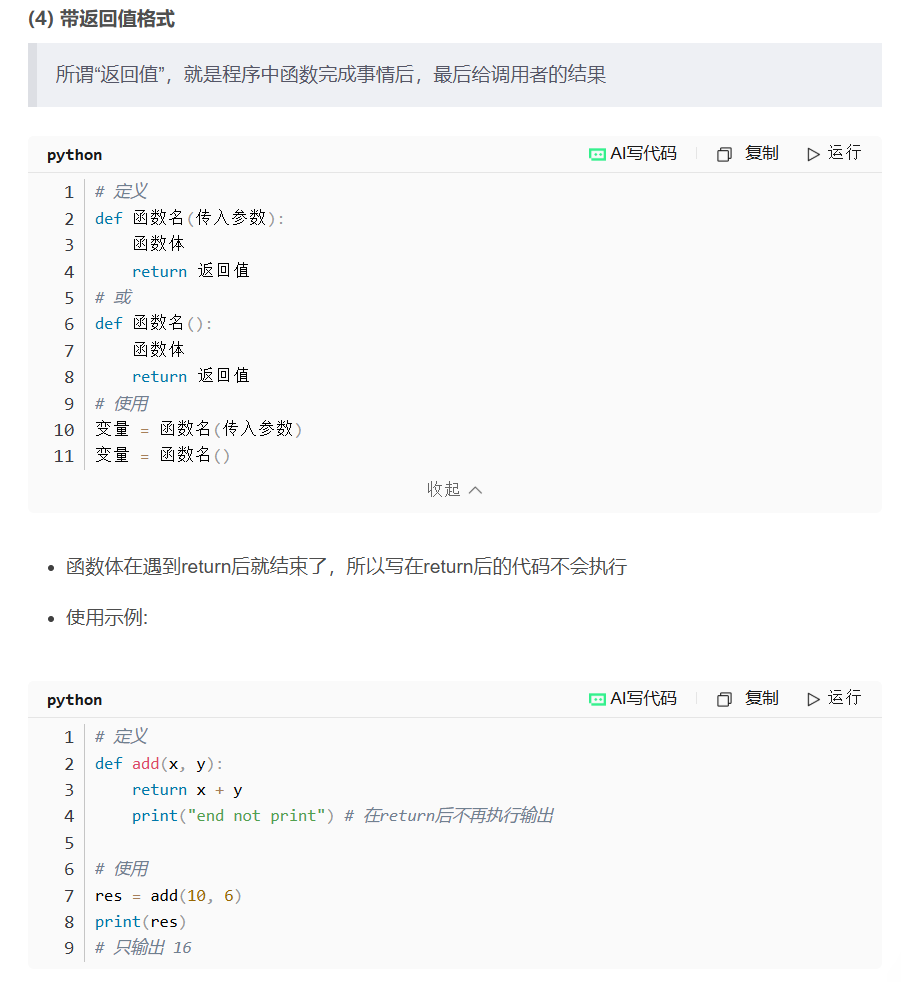 (4) 带返回值格式
所谓“返回值”，就是程序中函数完成事情后，最后给调用者的结果
python AI写代码 复制 运行
1 # 定义
2 def 函数名(传入参数):
3     函数体
4     return 返回值
5 # 或
6 def 函数名():
7     函数体
8     return 返回值
9 # 使用
10 变量 = 函数名(传入参数)
11 变量 = 函数名()
收起
• 函数体在遇到return后就结束了，所以写在return后的代码不会执行
• 使用示例:
python AI写代码 复制 运行
1 # 定义
2 def add(x, y):
3     return x + y
4     print("end not print") # 在return后不再执行输出
5
6 # 使用
7 res = add(10, 6)
8 print(res)
9 # 只输出 16